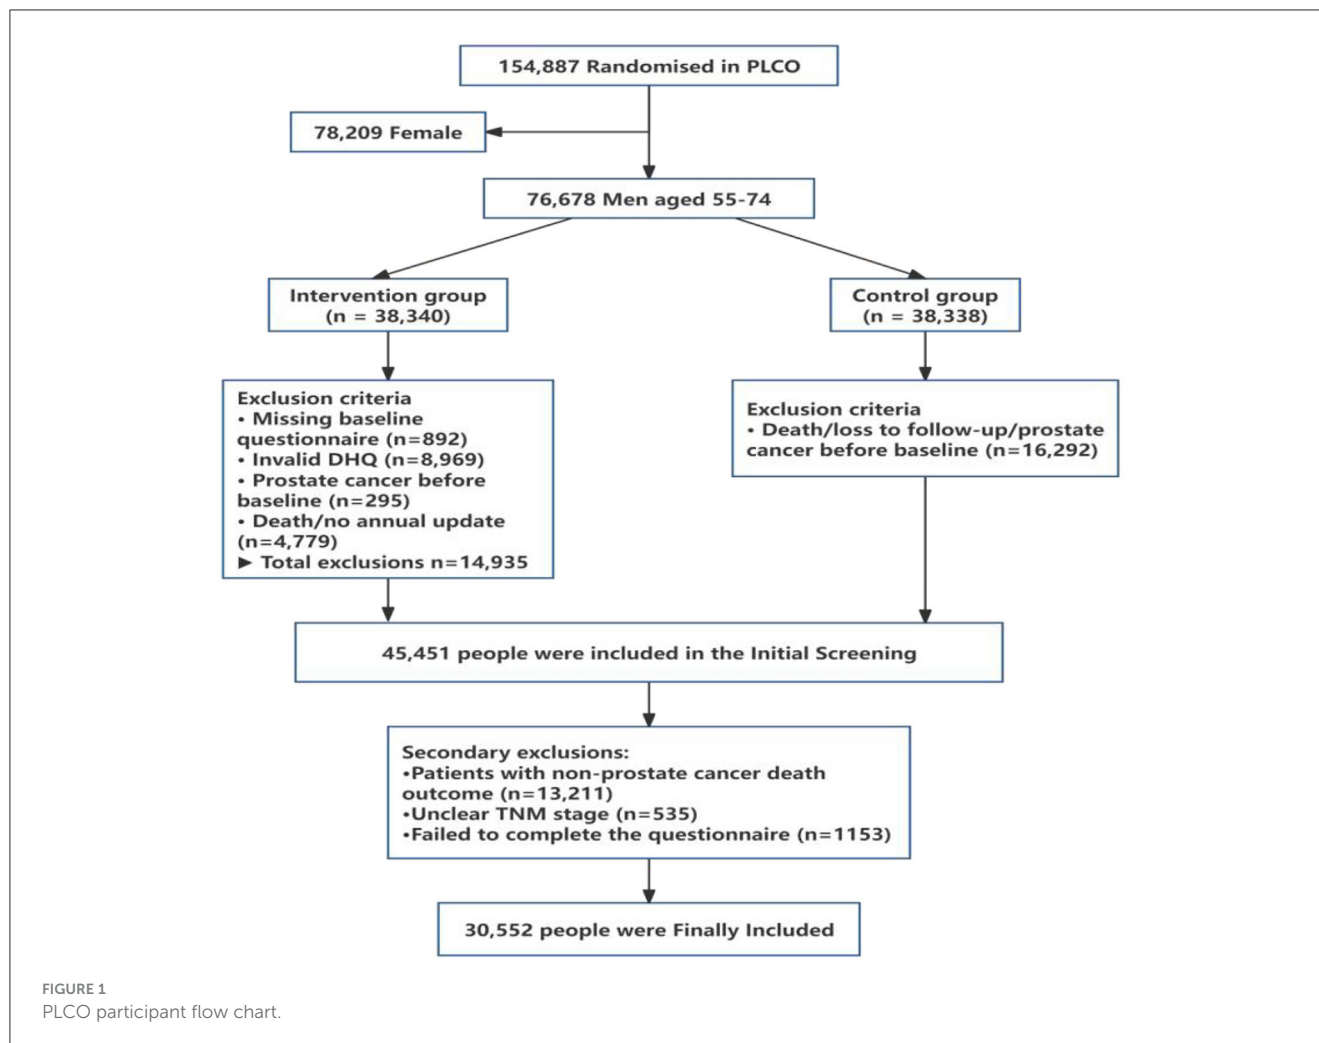 154,887 Randomised in PLCO
78,209 Female
76,678 Men aged 55-74
Intervention group
(n = 38,340)
Control group
(n = 38,338)
Exclusion criteria
• Missing baseline
questionnaire (n=892)
• Invalid DHQ (n=8,969)
• Prostate cancer before
baseline (n=295)
• Death/no annual update
(n=4,779)
► Total exclusions n=14,935
Exclusion criteria
• Death/loss to follow-up/prostate
cancer before baseline (n=16,292)
45,451 people were included in the Initial Screening
Secondary exclusions:
•Patients with non-prostate cancer death
outcome (n=13,211)
•Unclear TNM stage (n=535)
•Failed to complete the questionnaire (n=1153)
30,552 people were Finally Included
FIGURE 1
PLCO participant flow chart.